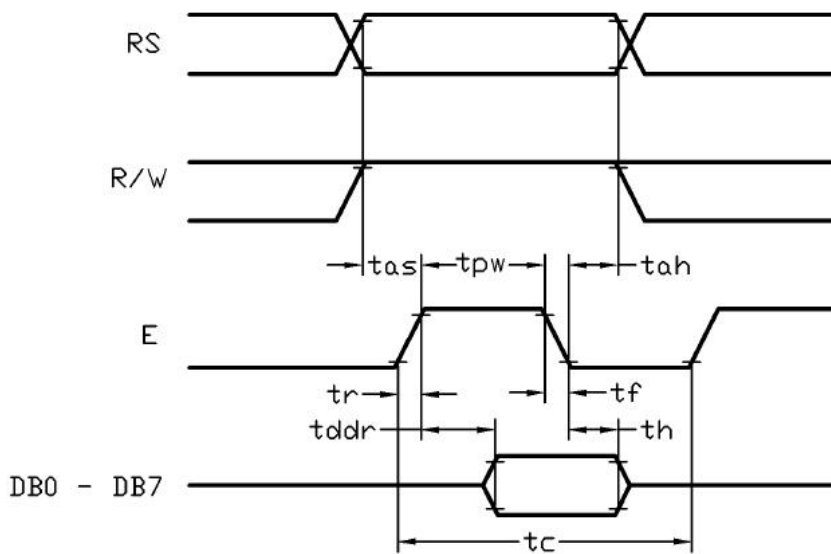 RS
R/W
tas tpw tah
E
tr tf
tddr th
DB0 - DB7
tc